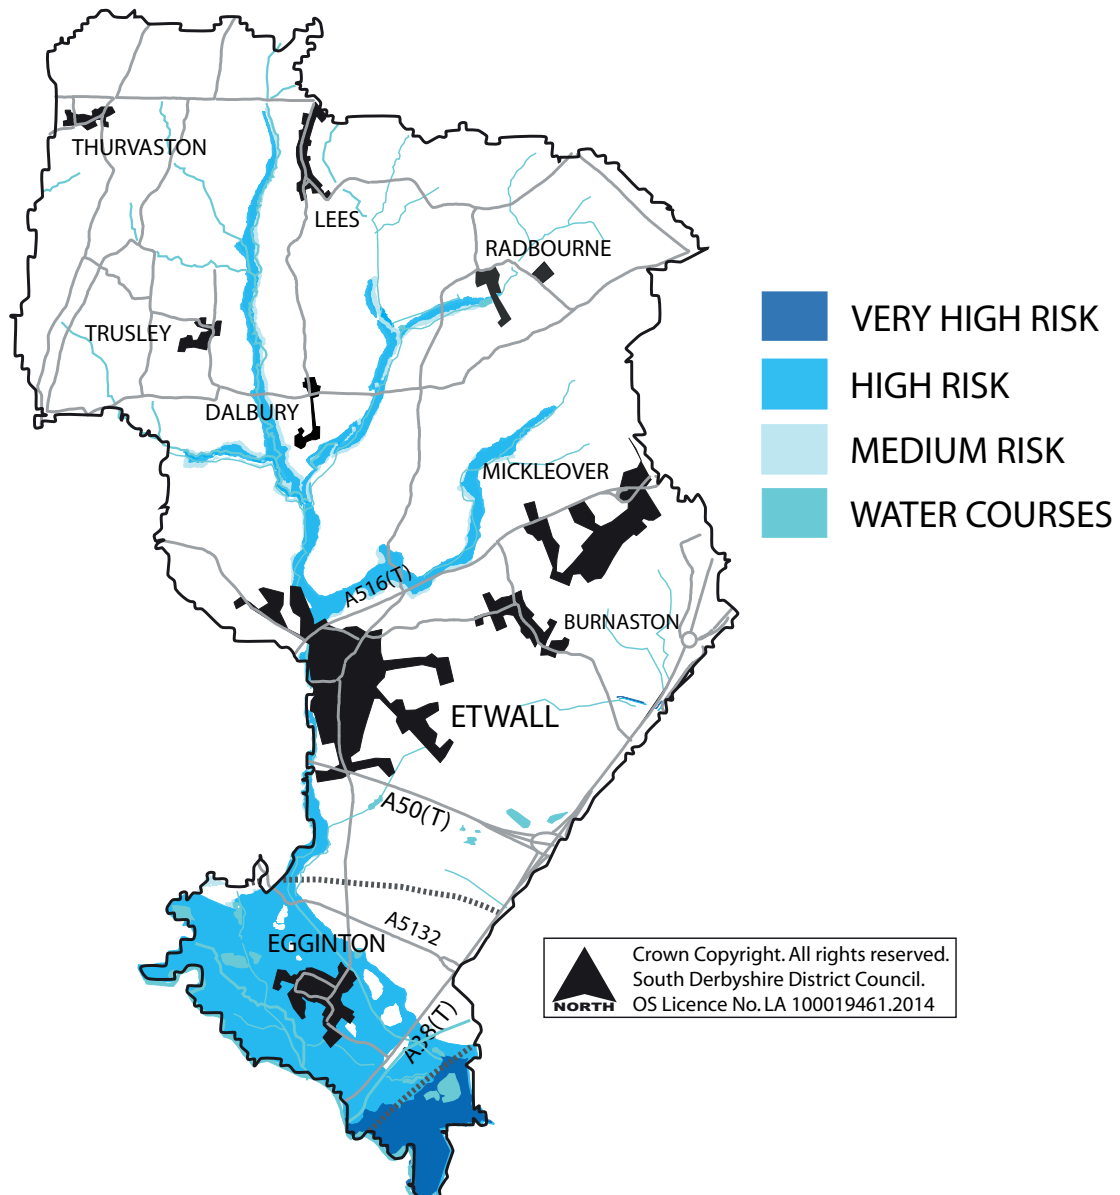 THURVASTON
LEES
RADBOURNE
TRUSLEY
DALBURY
MICKLEOVER
A516(T)
BURNASTON
ETWALL
A50(T)
A5132
EGGINTON
A38(T)
VERY HIGH RISK
HIGH RISK
MEDIUM RISK
WATER COURSES
NORTH
Crown Copyright. All rights reserved.
South Derbyshire District Council.
OS Licence No. LA 100019461.2014